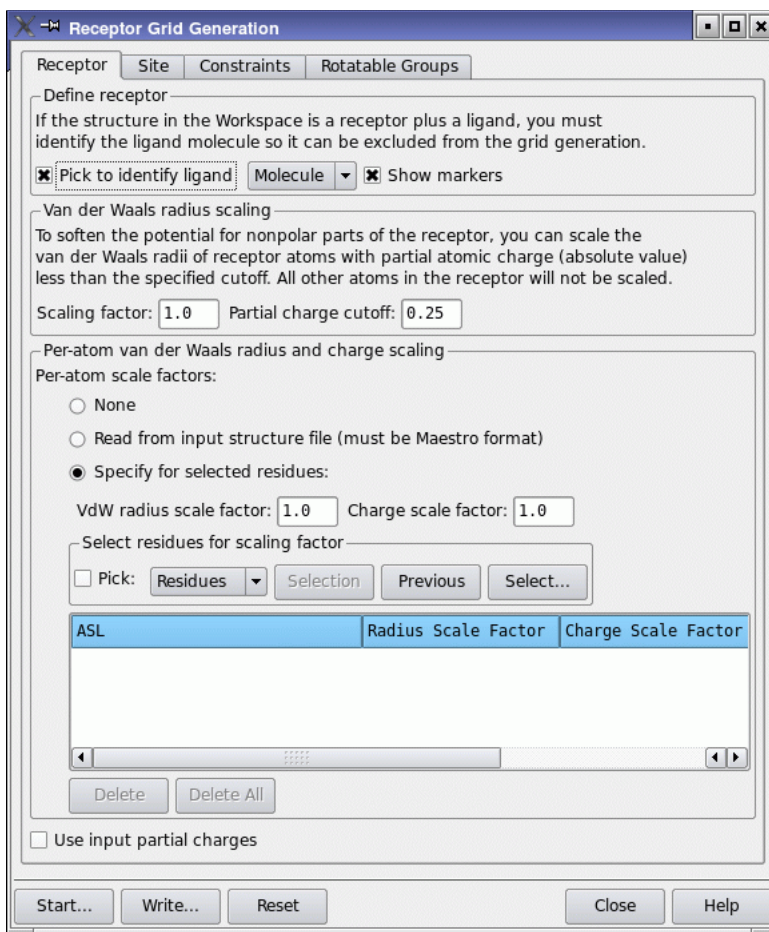 Receptor Grid Generation
Receptor Site Constraints Rotatable Groups
Define receptor
If the structure in the Workspace is a receptor plus a ligand, you must
identify the ligand molecule so it can be excluded from the grid generation.
Pick to identify ligand Molecule Show markers
Van der Waals radius scaling
To soften the potential for nonpolar parts of the receptor, you can scale the
van der Waals radii of receptor atoms with partial atomic charge (absolute value)
less than the specified cutoff. All other atoms in the receptor will not be scaled.
Scaling factor: 1.0 Partial charge cutoff: 0.25
Per-atom van der Waals radius and charge scaling
Per-atom scale factors:
None
Read from input structure file (must be Maestro format)
Specify for selected residues:
VdW radius scale factor: 1.0 Charge scale factor: 1.0
Select residues for scaling factor
Pick: Residues Selection Previous Select...
ASL Radius Scale Factor Charge Scale Factor
Delete Delete All
Use input partial charges
Start... Write... Reset Close Help